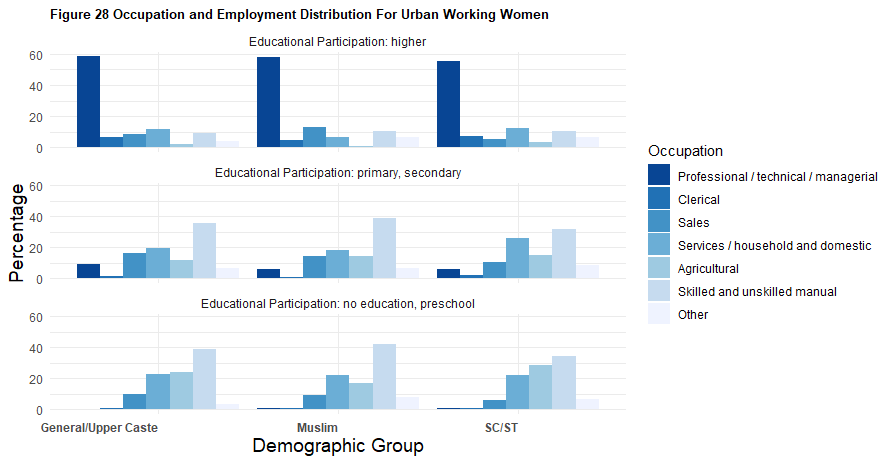 Figure 28 Occupation and Employment Distribution For Urban Working Women
Educational Participation: higher
60
40
20
0
Educational Participation: primary, secondary
60
40
20
0
Educational Participation: no education, preschool
60
40
20
0
General/Upper Caste
Muslim
SC/ST
Demographic Group
Percentage
Occupation
Professional / technical / managerial
Clerical
Sales
Services / household and domestic
Agricultural
Skilled and unskilled manual
Other